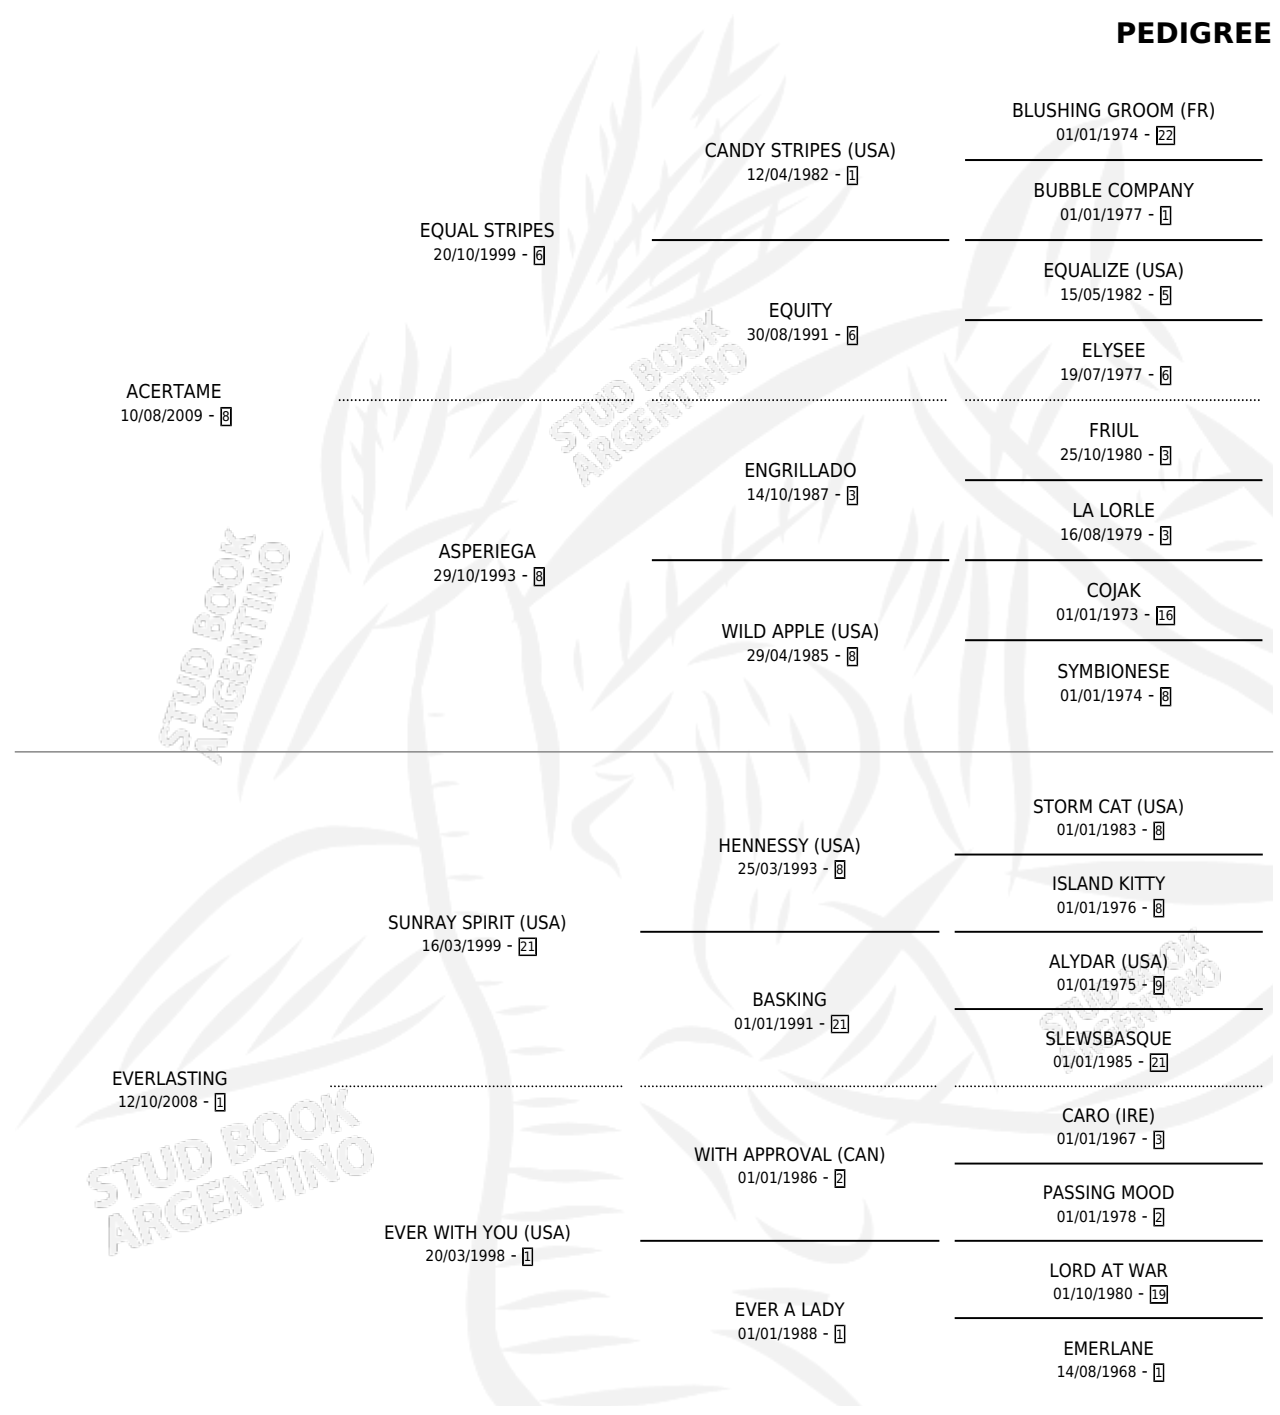 PEDIGREE
BLUSHING GROOM (FR)
01/01/1974 - 22
CANDY STRIPES (USA)
12/04/1982 - 1
BUBBLE COMPANY
01/01/1977 - 1
EQUAL STRIPES
20/10/1999 - 6
EQUALIZE (USA)
15/05/1982 - 5
EQUITY
30/08/1991 - 6
ELYSEE
19/07/1977 - 6
ACERTAME
10/08/2009 - 8
FRIUL
25/10/1980 - 3
ENGRILLADO
14/10/1987 - 3
LA LORLE
16/08/1979 - 3
ASPERIEGA
29/10/1993 - 8
COJAK
01/01/1973 - 16
WILD APPLE (USA)
29/04/1985 - 8
SYMBIONESE
01/01/1974 - 8
STORM CAT (USA)
01/01/1983 - 8
HENNESSY (USA)
25/03/1993 - 8
ISLAND KITTY
01/01/1976 - 8
SUNRAY SPIRIT (USA)
16/03/1999 - 21
ALYDAR (USA)
01/01/1975 - 9
BASKING
01/01/1991 - 21
SLEWSBASQUE
01/01/1985 - 21
EVERLASTING
12/10/2008 - 1
CARO (IRE)
01/01/1967 - 3
WITH APPROVAL (CAN)
01/01/1986 - 2
PASSING MOOD
01/01/1978 - 2
EVER WITH YOU (USA)
20/03/1998 - 1
LORD AT WAR
01/10/1980 - 19
EVER A LADY
01/01/1988 - 1
EMERLANE
14/08/1968 - 1
STUD BOOK
ARGENTINO
STUD BOOK
ARGENTINO
STUD BOOK
ARGENTINO
STUD BOOK
ARGENTINO